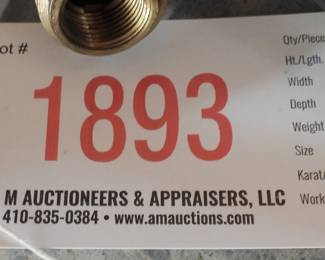 ot #
1893
M AUCTIONEERS & APPRAISERS, LLC
410-835-0384 • www.amauctions.com
Qty/Piece
Ht./Lgth.
Width
Depth
Weight
Size
Karat/
Work